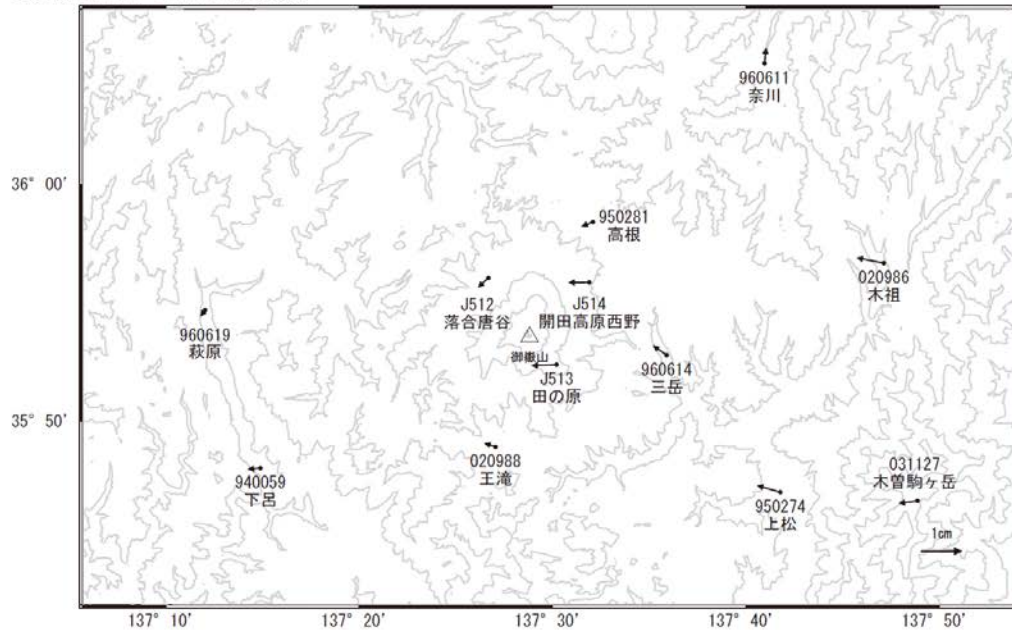 960611
奈川
36° 00′
950281
高根
020986
木祖
J512
落合唐谷
J514
開田高原西野
960619
萩原
御嶽山
960614
三岳
J513
田の原
35° 50′
020988
王滝
031127
木曽駒ヶ岳
940059
下呂
950274
上松
1cm
137° 10′
137° 20′
137° 30′
137° 40′
137° 50′